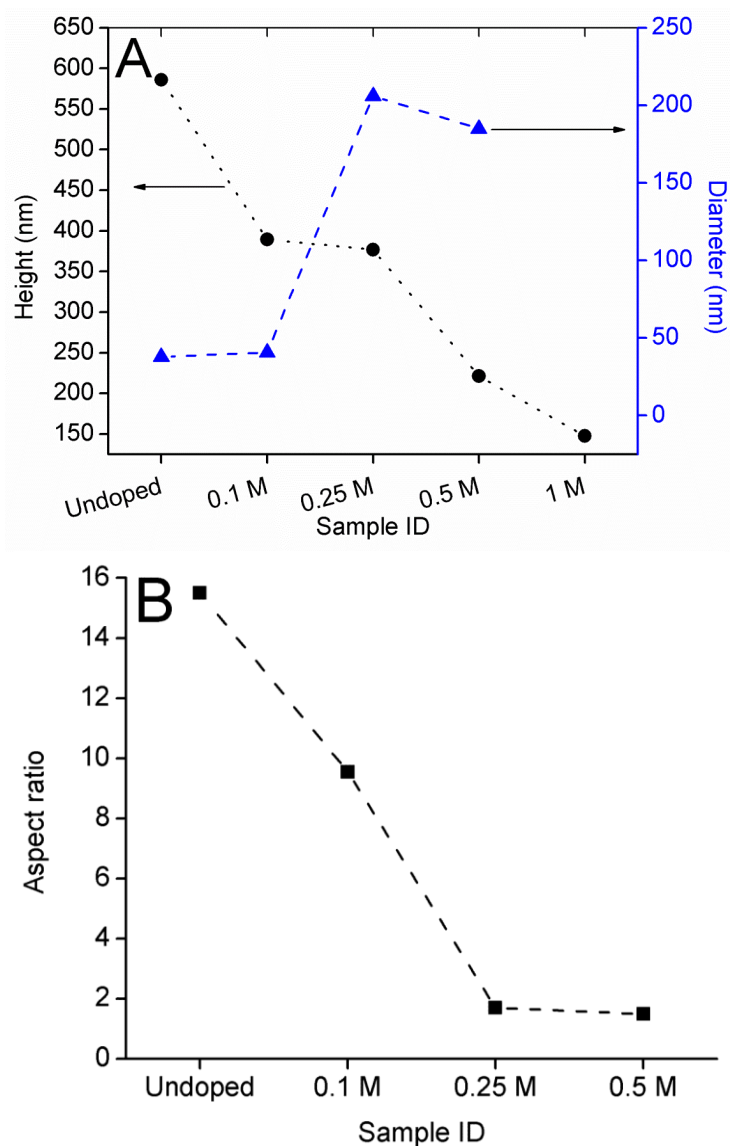 A
650
600
550
500
450
400
350
300
250
200
150
Height (nm)
250
200
150
100
50
0
Diameter (nm)
Undoped 0.1 M 0.25 M 0.5 M 1 M
Sample ID
B
16
14
12
10
8
6
4
2
0
Aspect ratio
Undoped 0.1 M 0.25 M 0.5 M
Sample ID